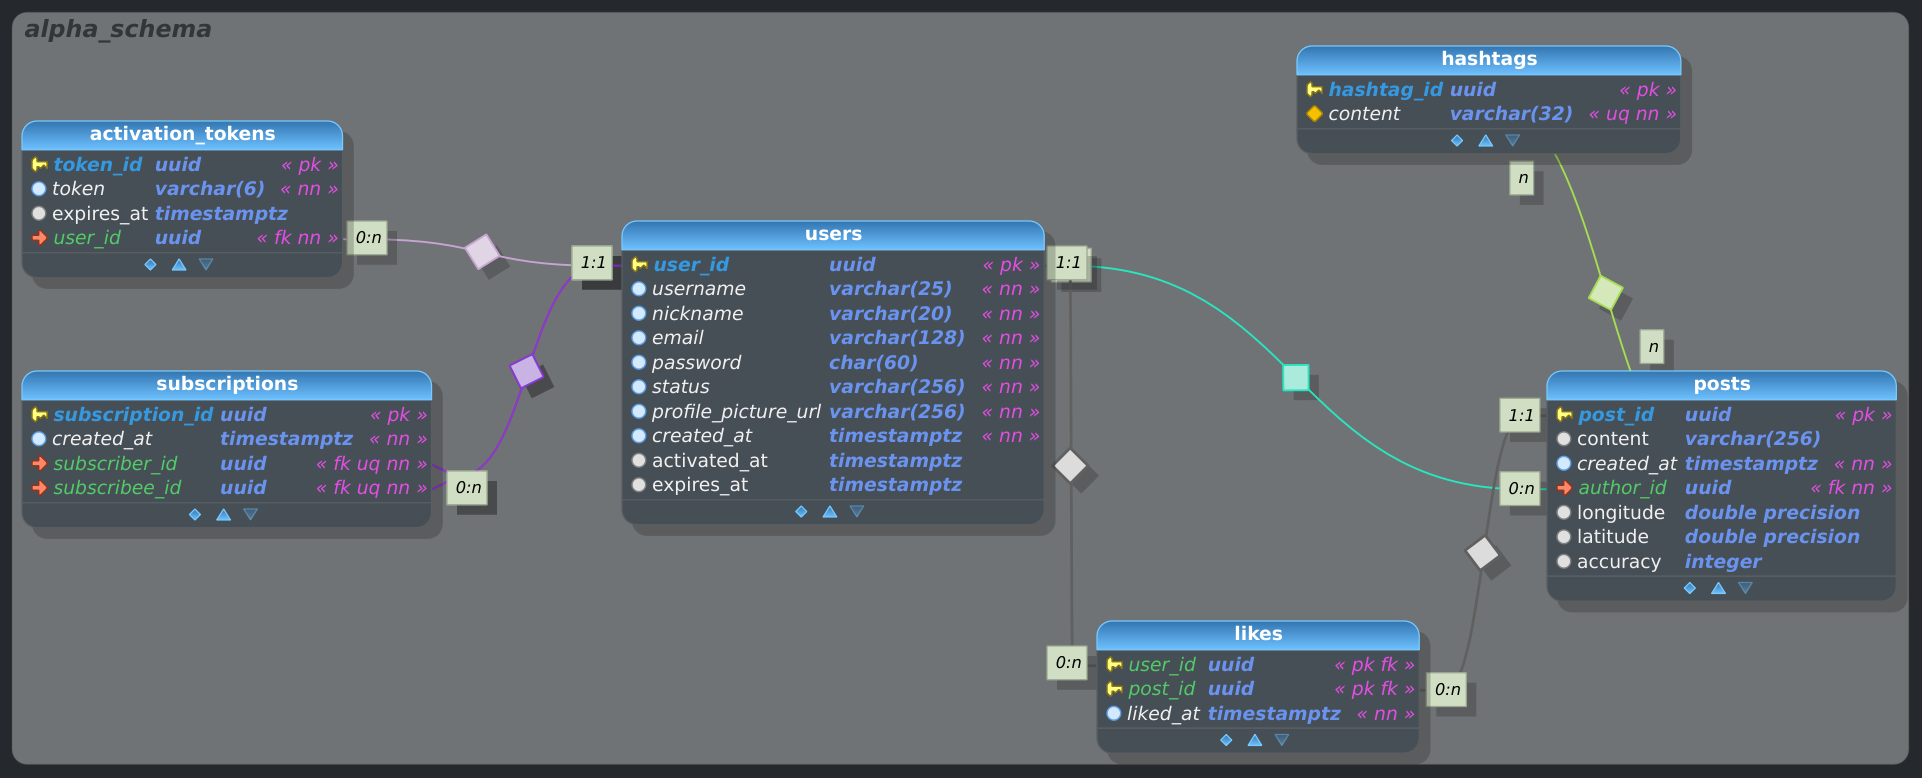 alpha_schema
hashtags
hashtag_id uuid « pk »
content varchar(32) « uq nn »
activation_tokens
token_id uuid « pk »
token varchar(6) « nn »
expires_at timestamptz
user_id uuid « fk nn »
0:n
1:1
users
user_id uuid « pk »
username varchar(25) « nn »
nickname varchar(20) « nn »
email varchar(128) « nn »
password char(60) « nn »
status varchar(256) « nn »
profile_picture_url varchar(256) « nn »
created_at timestamptz « nn »
activated_at timestamptz
expires_at timestamptz
1:1
n
n
subscriptions
subscription_id uuid « pk »
created_at timestamptz « nn »
subscriber_id uuid « fk uq nn »
subscribee_id uuid « fk uq nn »
0:n
posts
1:1
post_id uuid « pk »
content varchar(256)
created_at timestamptz « nn »
0:n
author_id uuid « fk nn »
longitude double precision
latitude double precision
accuracy integer
likes
0:n
user_id uuid « pk fk »
post_id uuid « pk fk »
0:n
liked_at timestamptz « nn »